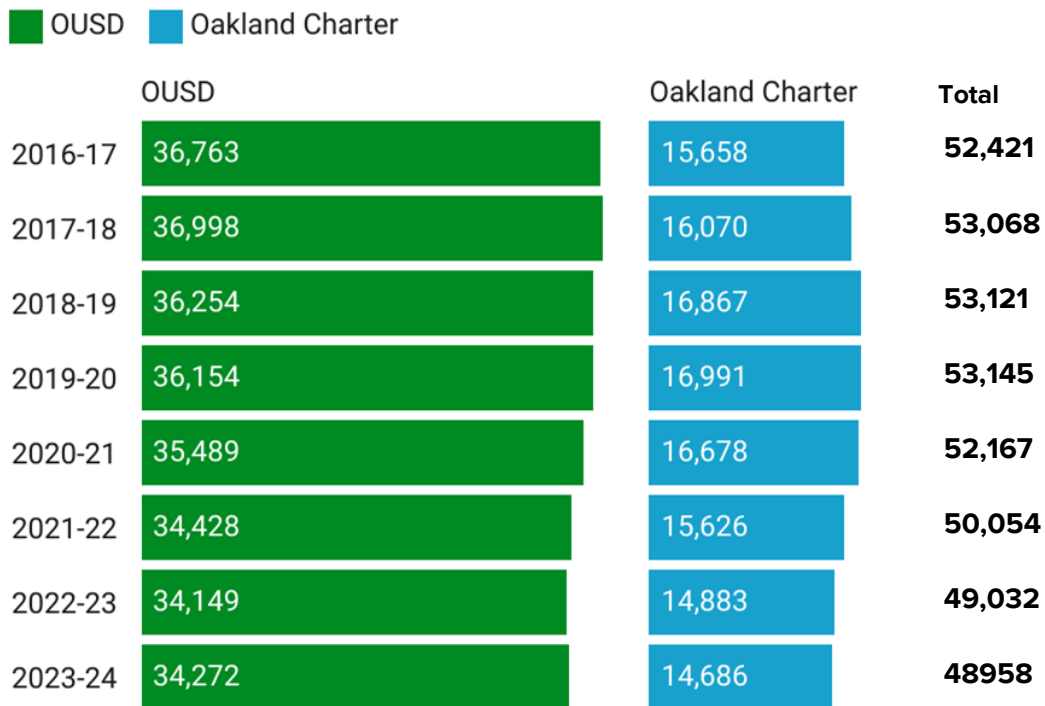 OUSD Oakland Charter
OUSD Oakland Charter Total
2016-17 36,763 15,658 52,421
2017-18 36,998 16,070 53,068
2018-19 36,254 16,867 53,121
2019-20 36,154 16,991 53,145
2020-21 35,489 16,678 52,167
2021-22 34,428 15,626 50,054
2022-23 34,149 14,883 49,032
2023-24 34,272 14,686 48958